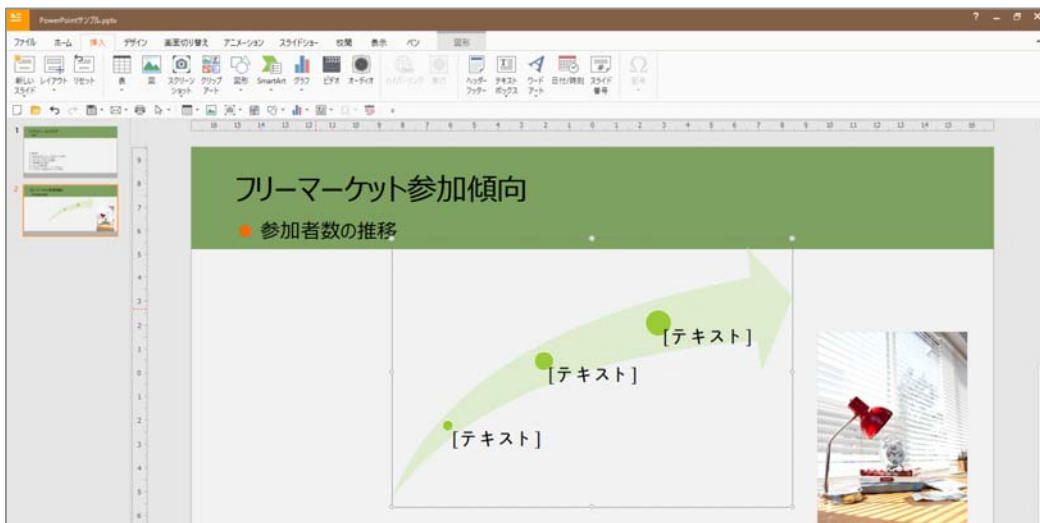 PowerPointサンプル.pptx
ファイル ホーム 挿入 デザイン 画面切り替え アニメーション スライドショー 校閲 表示 ペン 図形
新しいスライド レイアウト リセット 表 図 スクリーンショット クリップアート 図形 SmartArt グラフ ビデオ オーディオ ハイパーリンク ヘッダーフッター テキストボックス ワードアート 日付/時刻 スライド番号 記号
1
2
フリーマーケット参加傾向
参加者数の推移
[テキスト]
[テキスト]
[テキスト]